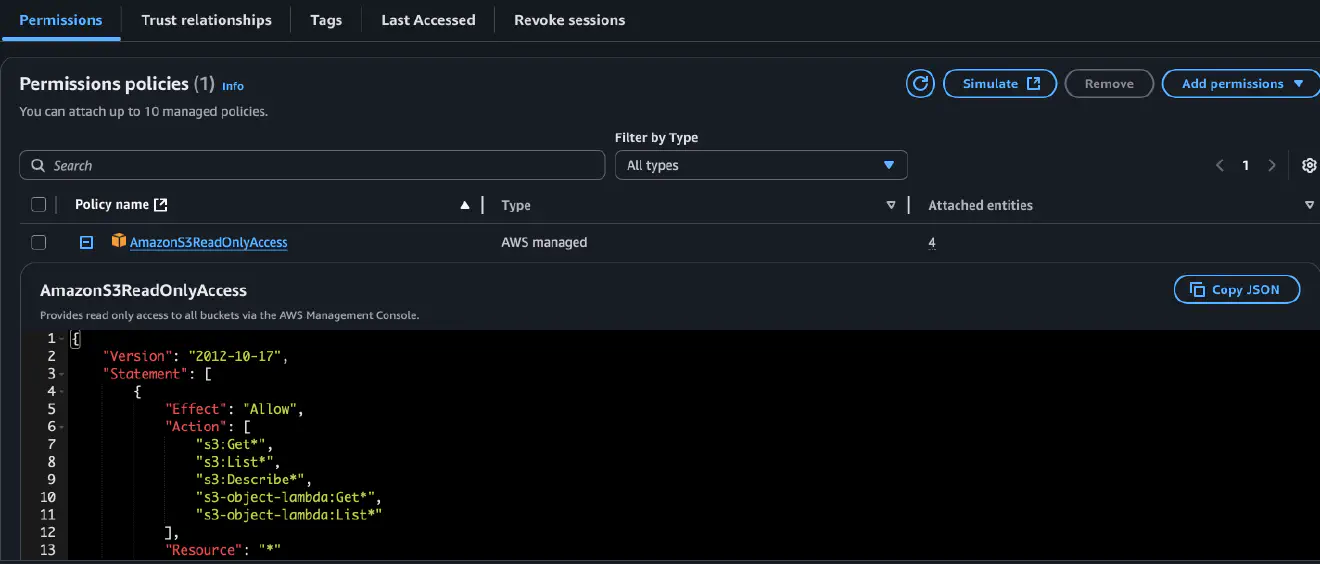 Permissions Trust relationships Tags Last Accessed Revoke sessions
Permissions policies (1) Info
Simulate Remove Add permissions
You can attach up to 10 managed policies.
Filter by Type
Search All types 1
Policy name Type Attached entities
AmazonS3ReadOnlyAccess AWS managed 4
AmazonS3ReadOnlyAccess
Copy JSON
Provides read only access to all buckets via the AWS Management Console.
1 {
2 "Version": "2012-10-17",
3 "Statement": [
4 {
5 "Effect": "Allow",
6 "Action": [
7 "s3:Get*",
8 "s3:List*",
9 "s3:Describe*",
10 "s3-object-lambda:Get*",
11 "s3-object-lambda:List*"
12 ],
13 "Resource": "*"